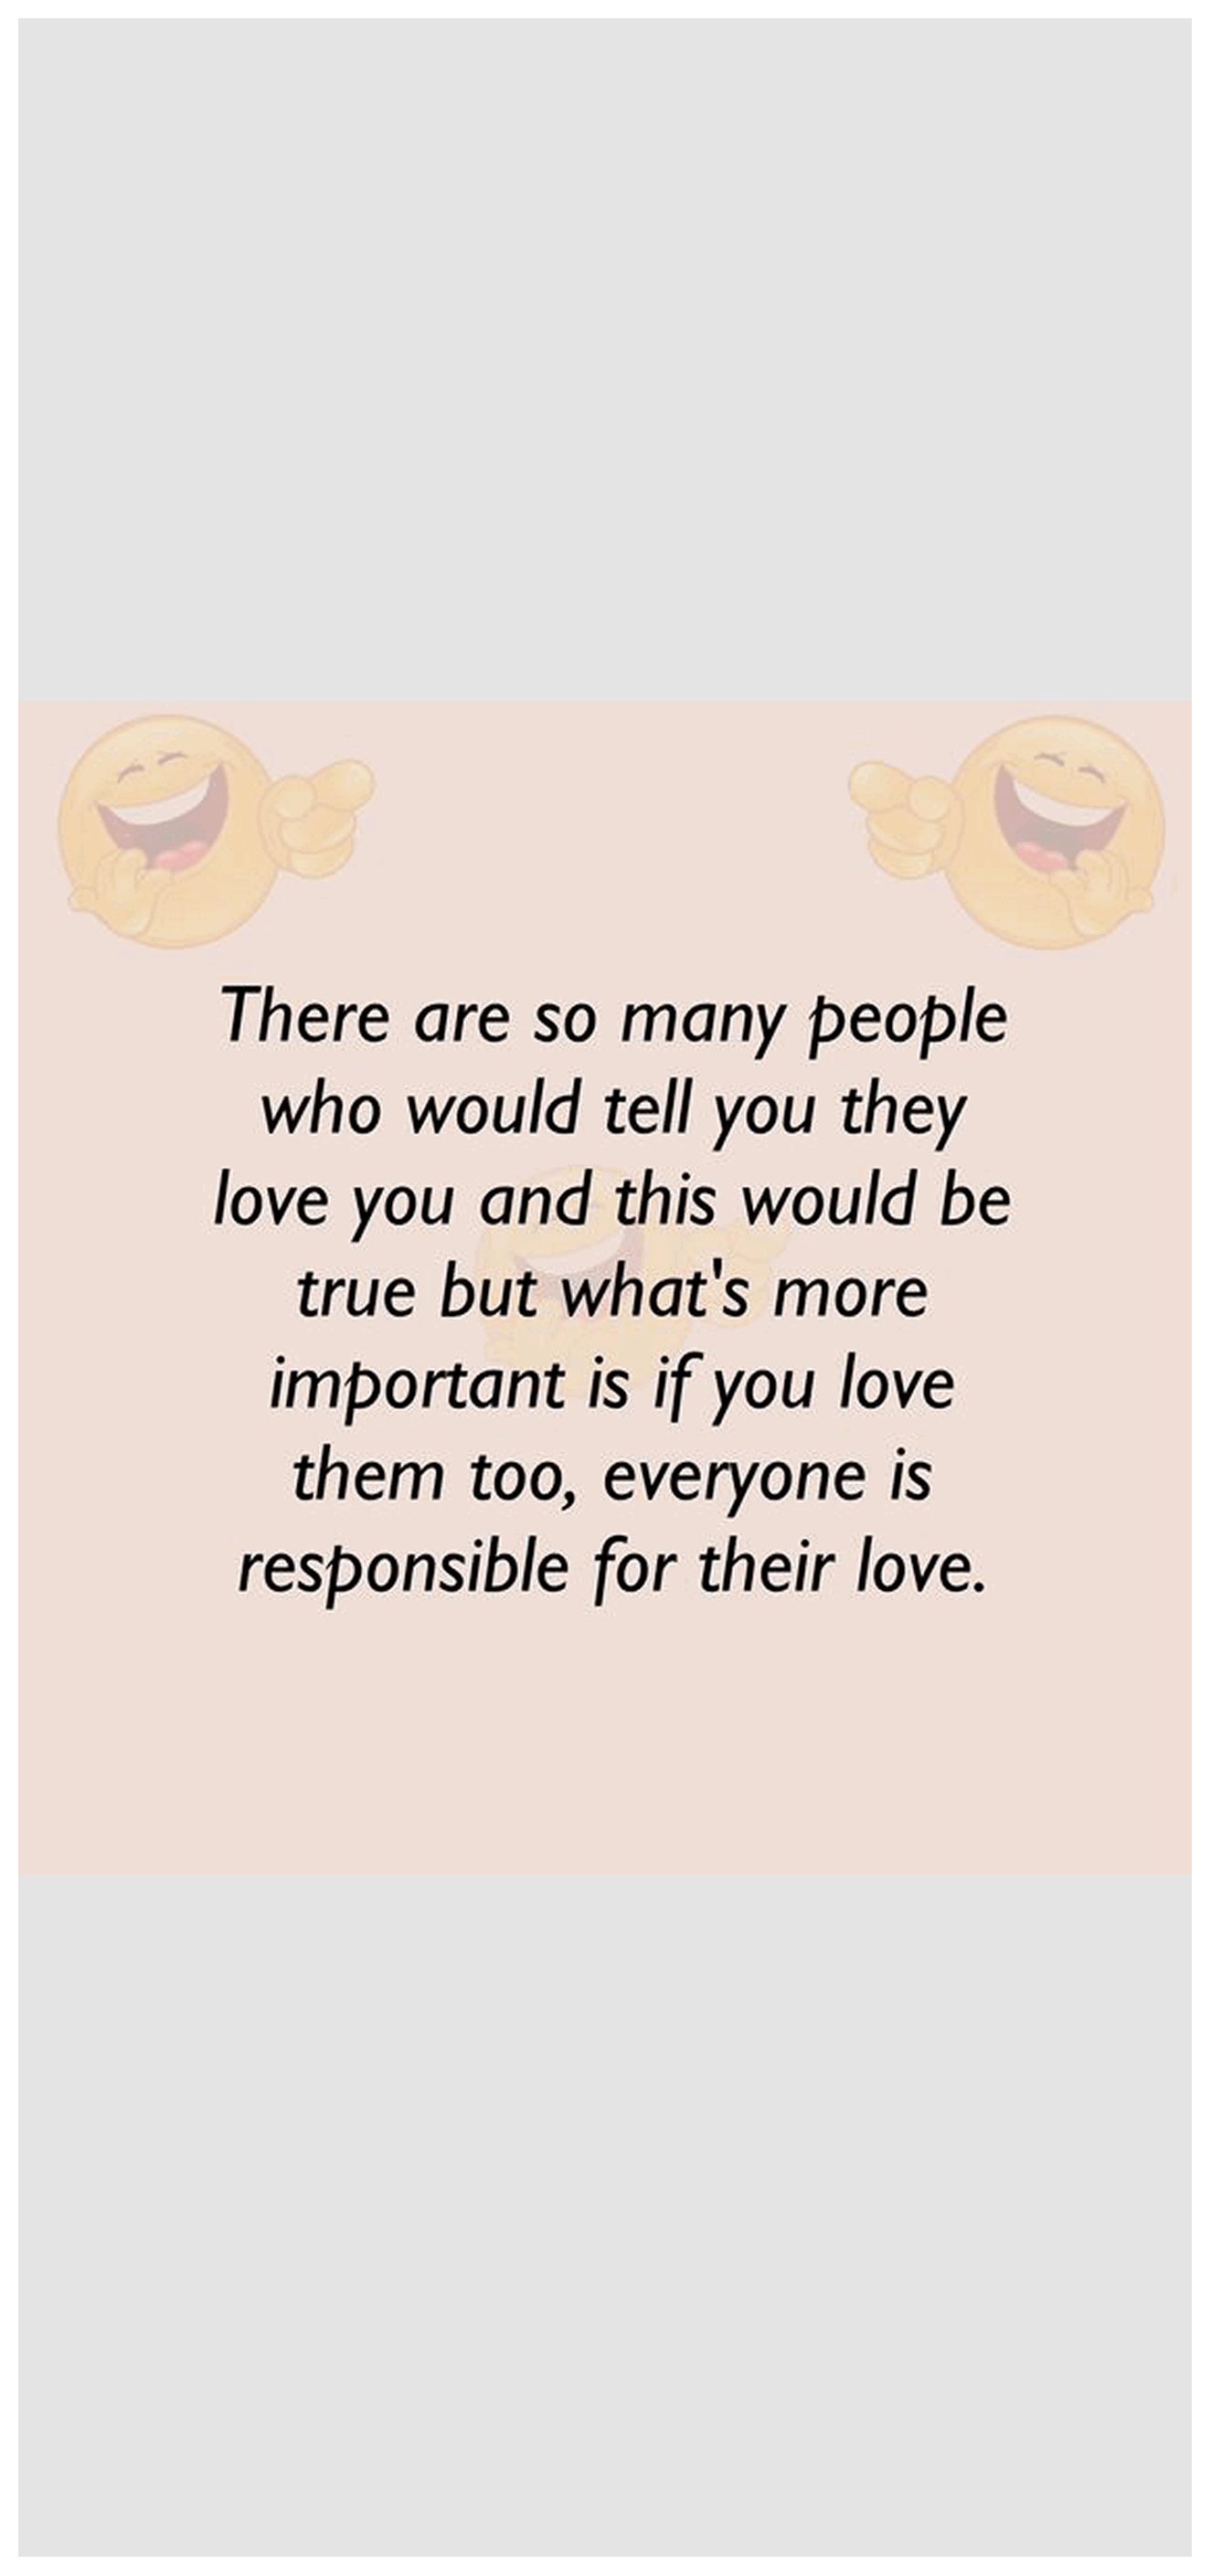 There are so many people
who would tell you they
love you and this would be
true but what's more
important is if you love
them too, everyone is
responsible for their love.